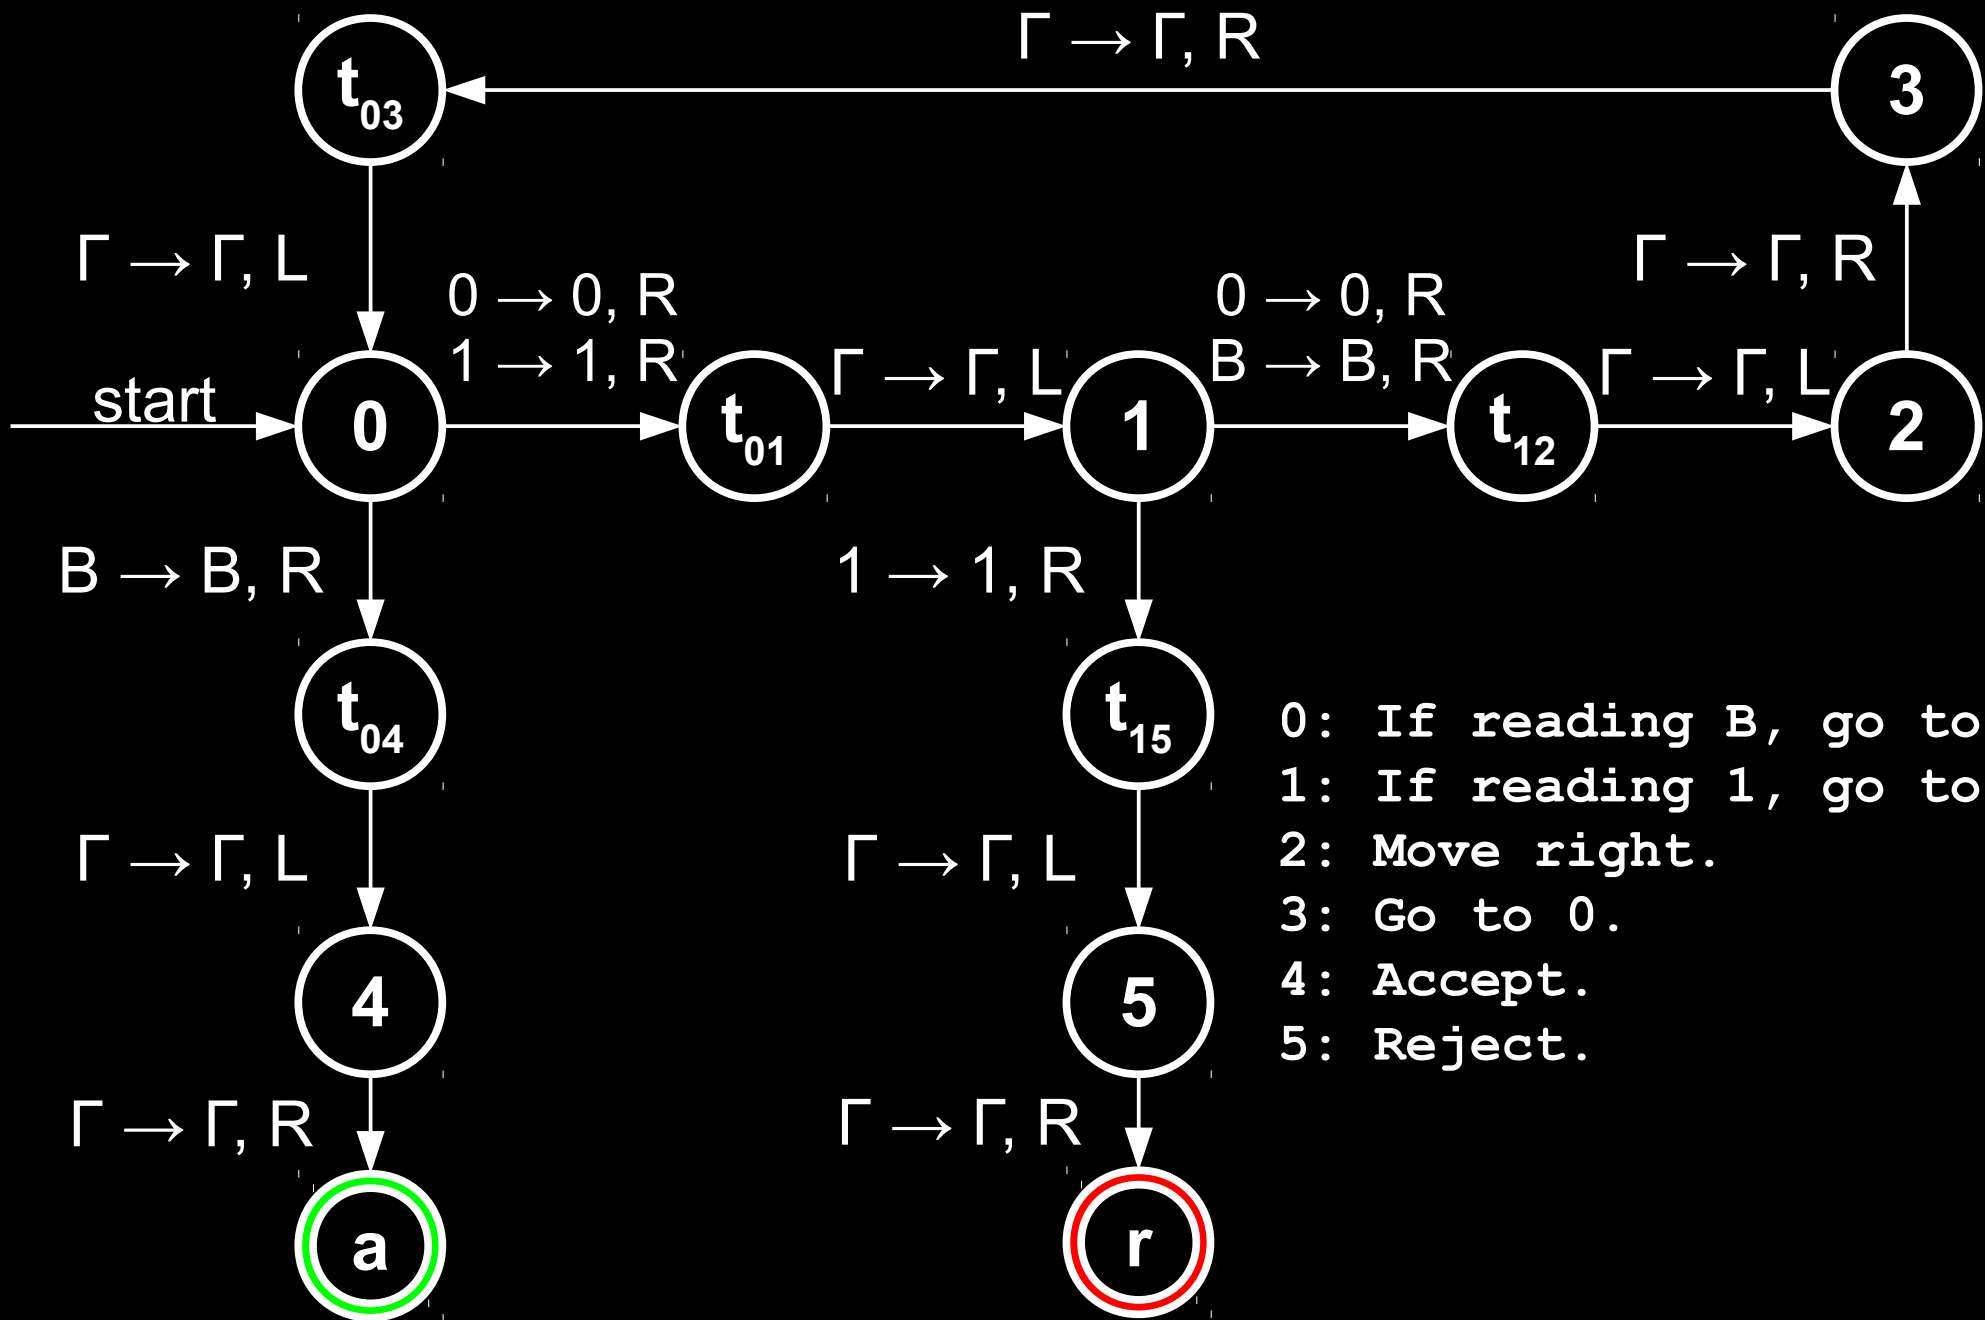 Γ → Γ, R
t03
3
Γ → Γ, L
Γ → Γ, R
0 → 0, R
1 → 1, R
0 → 0, R
B → B, R
start
0
t01
Γ → Γ, L
1
t12
Γ → Γ, L
2
B → B, R
1 → 1, R
t04
t15
0: If reading B, go to
1: If reading 1, go to
2: Move right.
3: Go to 0.
4: Accept.
5: Reject.
Γ → Γ, L
Γ → Γ, L
4
5
Γ → Γ, R
Γ → Γ, R
a
r